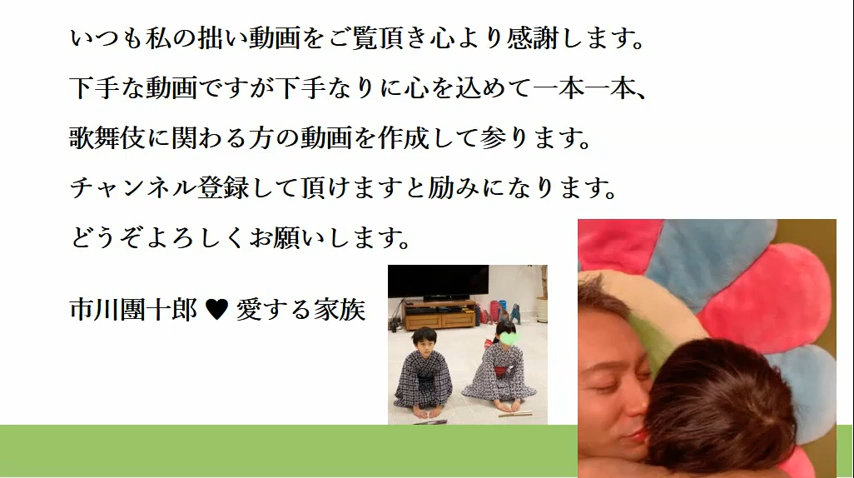 いつも私の拙い動画をご覧頂き心より感謝します。
下手な動画ですが下手なりに心を込めて一本一本、
歌舞伎に関わる方の動画を作成して参ります。
チャンネル登録して頂けますと励みになります。
どうぞよろしくお願いします。
市川團十郎 ♥ 愛する家族